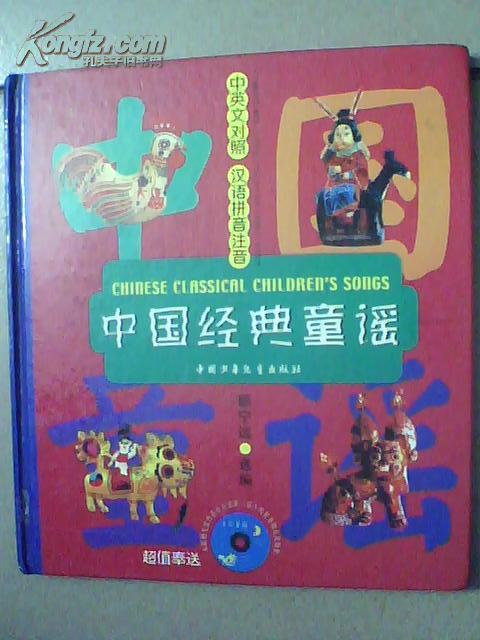 Kongfz.com
孔夫子旧书网
中英文对照
汉语拼音注音
中国
CHINESE CLASSICAL CHILDREN'S SONGS
中国经典童谣
中国少年儿童出版社
选编
童谣
超值奉送